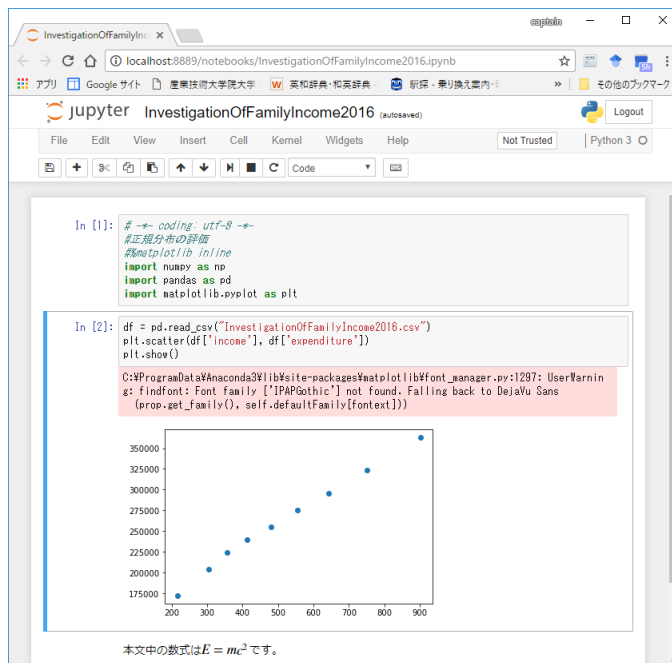 captain
InvestigationOfFamilyInc
localhost:8889/notebooks/InvestigationOfFamilyIncome2016.ipynb
アプリ Google サイト 産業技術大学院大学 英和辞典・和英辞典 駅探 - 乗り換え案内・ » その他のブックマーク
jupyter InvestigationOfFamilyIncome2016 (autosaved) Logout
File Edit View Insert Cell Kernel Widgets Help Not Trusted Python 3
Code
In [1]: # -*- coding: utf-8 -*-
#正規分布の評価
#%matplotlib inline
import numpy as np
import pandas as pd
import matplotlib.pyplot as plt
In [2]: df = pd.read_csv("InvestigationOfFamilyIncome2016.csv")
plt.scatter(df['income'], df['expenditure'])
plt.show()
C:¥ProgramData¥Anaconda3¥lib¥site-packages¥matplotlib¥font_manager.py:1297: UserWarnin
g: findfont: Font family ['IPAPGothic'] not found. Falling back to DejaVu Sans
(prop.get_family(), self.defaultFamily[fontext]))
350000
325000
300000
275000
250000
225000
200000
175000
200 300 400 500 600 700 800 900
本文中の数式はE = mc²です。